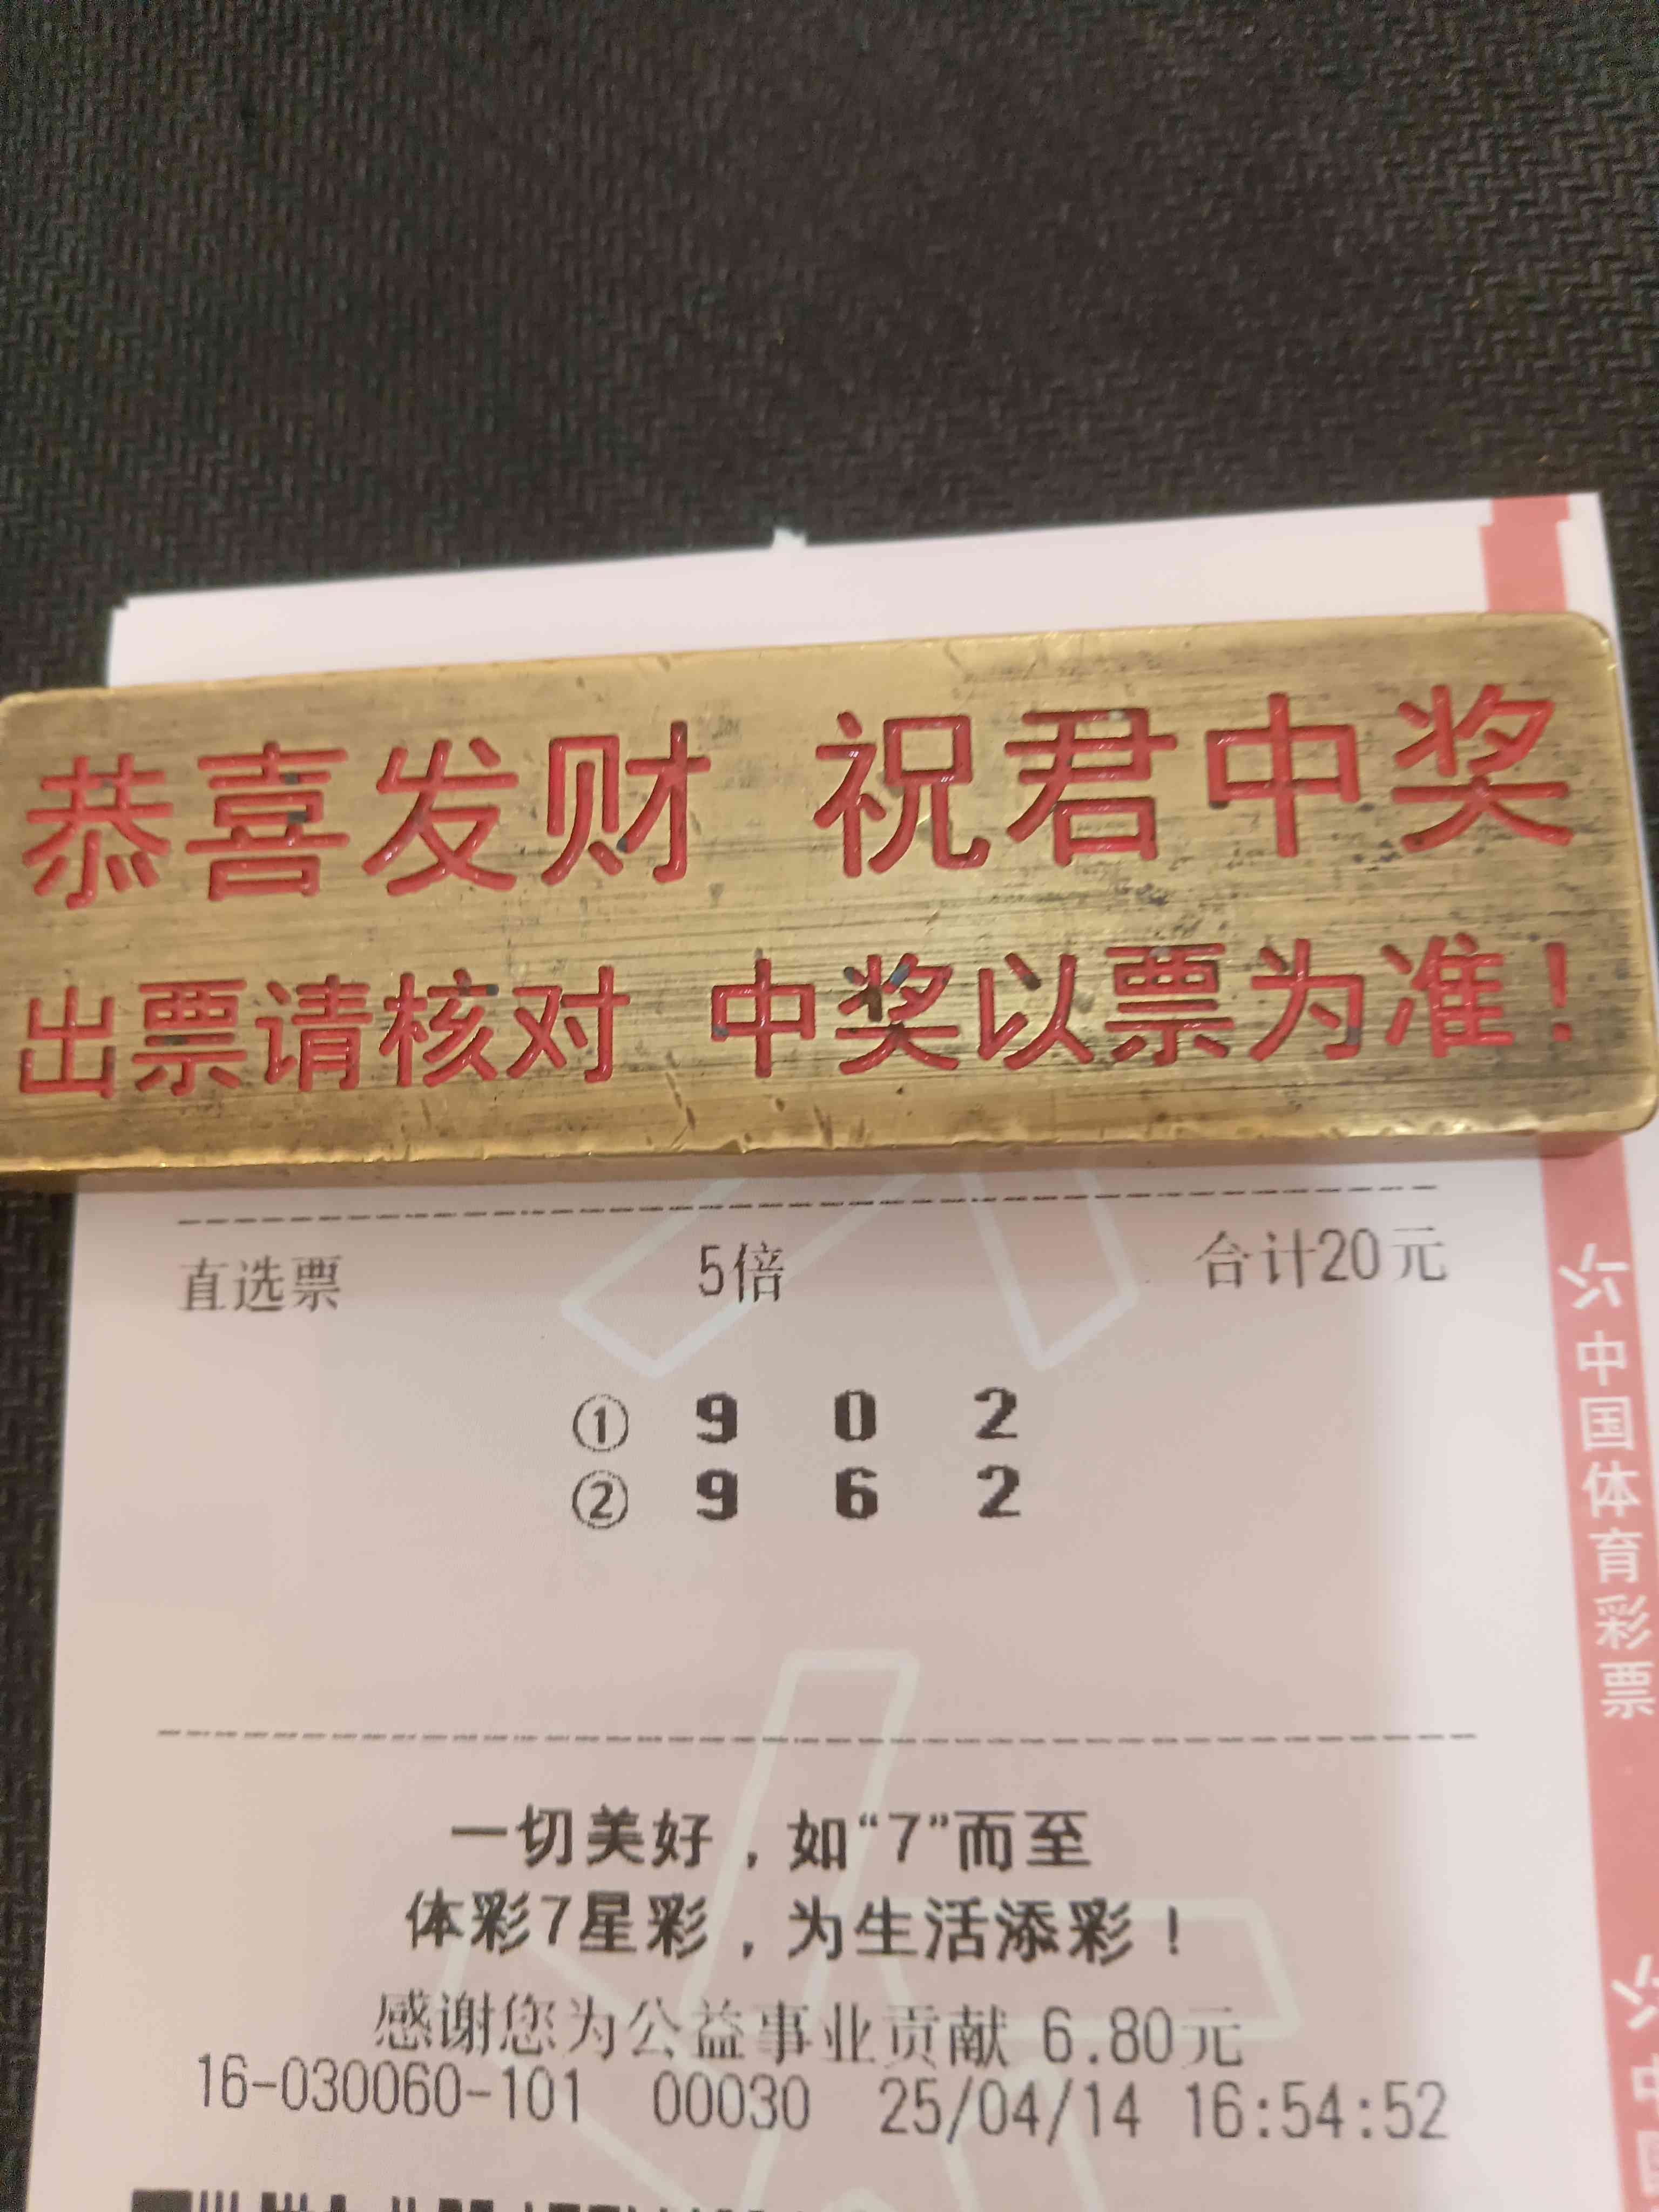 恭喜发财 祝君中奖
出票请核对 中奖以票为准！
直选票 5倍 合计20元
① 9 0 2
② 9 6 2
一切美好，如“7”而至
体彩7星彩，为生活添彩！
感谢您为公益事业贡献 6.80元
16-030060-101 00030 25/04/14 16:54:52
中国体育彩票
中